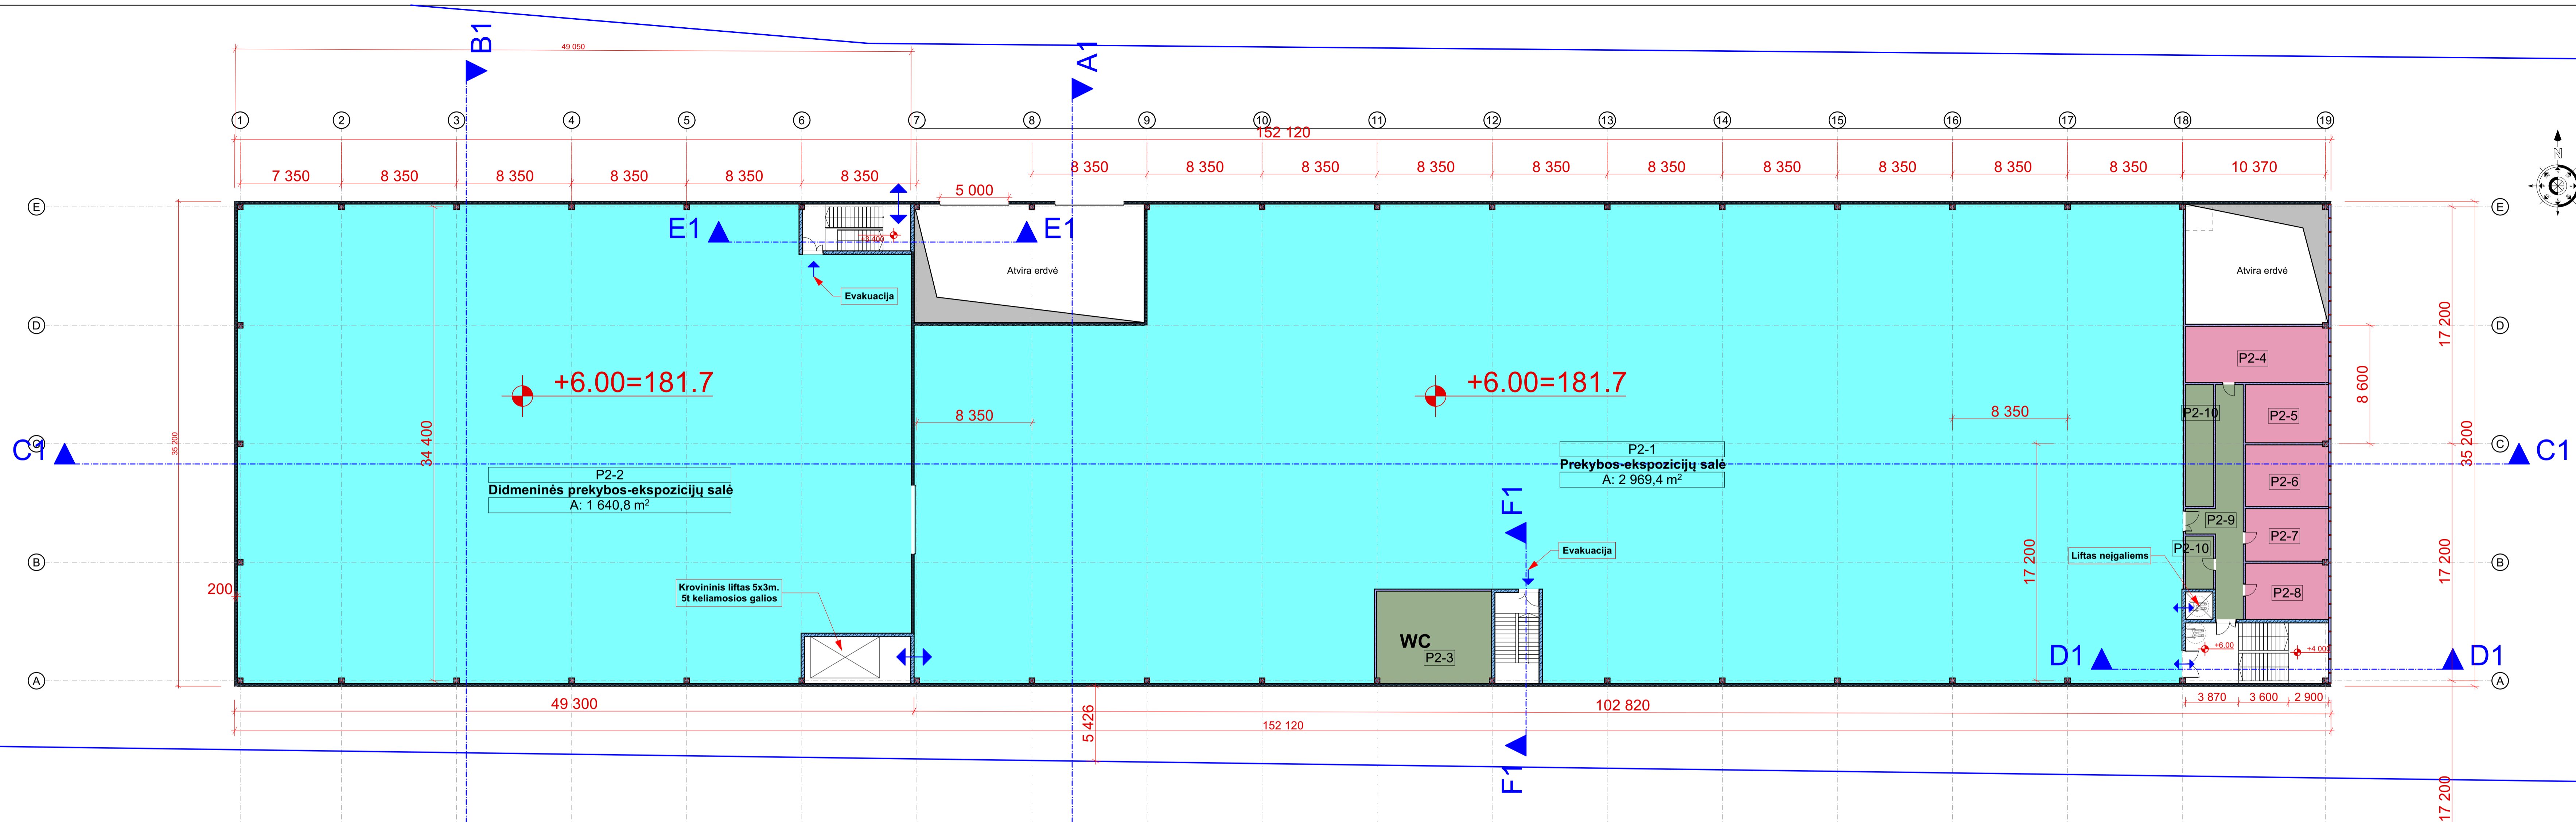 B1
A1
49 050
1
2
3
4
5
6
7
8
9
10
11
12
13
14
15
16
17
18
19
152 120
7 350
8 350
8 350
8 350
8 350
8 350
5 000
8 350
8 350
8 350
8 350
8 350
8 350
8 350
8 350
8 350
8 350
10 370
N
E
E
E1
E1
+3 400
Atvira erdvė
Atvira erdvė
Evakuacija
D
D
17 200
P2-4
+6.00=181.7
+6.00=181.7
8 600
8 350
8 350
P2-10
P2-5
35 200
34 400
C1
C
C
C1
35 200
P2-2
Didmeninės prekybos-ekspozicijų salė
A: 1 640,8 m²
P2-1
Prekybos-ekspozicijų salė
A: 2 969,4 m²
P2-6
F1
P2-9
P2-7
P2-10
Evakuacija
Liftas neįgaliems
17 200
17 200
B
B
200
Krovininis liftas 5x3m.
5t keliamosios galios
P2-8
WC
P2-3
D1
+6.00
+4 000
D1
A
A
49 300
102 820
3 870
3 600
2 900
5 426
152 120
F1
17 200